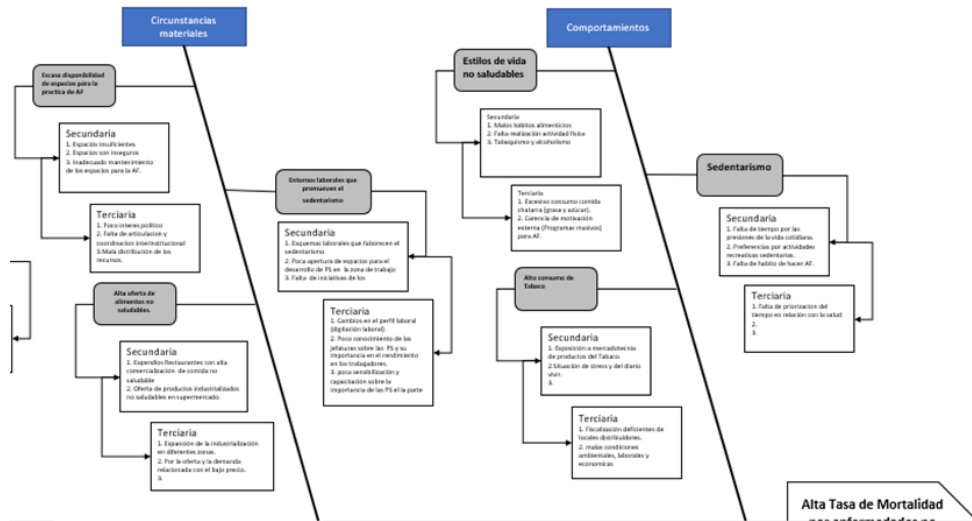 Circunstancias
materiales
Escasa disponibilidad
de espacios para la
practica de AF
Secundaria
1. Espacios insuficientes
2. Espacios son inseguros
3. Inadecuado mantenimiento
de los espacios para la AF.
Terciaria
1. Poco interes político
2. Falta de articulacion y
coordinacion interinstitucional
3.Mala distribución de los
recursos.
Entornos laborales que
promueven el
sedentarismo
Secundaria
1. Esquemas laborales que faborecen el
sedentarismo
2. Poca apertura de espacios para el
desarrollo de PS en la zona de trabajo
3. Falta de iniciativas de los
Terciaria
1. Cambios en el perfil laboral
(digitación laboral)
2. Poco conocimiento de las
jefaturas sobre las PS y su
importancia en el rendimiento
en los trabajadores.
3. poca sensibilización y
capacitación sobre la
importancia de las PS el la parte
Alta oferta de
alimentos no
saludables.
Secundaria
1. Expendios Restaurantes con alta
comercialización de comida no
saludable
2. Oferta de productos industrializados
no saludables en supermercado.
Terciaria
1. Expanción de la industrialización
en diferentes zonas.
2. Por la oferta y la demanda
relacionada con el bajo precio.
3.
Comportamientos
Estilos de vida
no saludables
Secundaria
1. Malos hábitos alimenticios
2. Falta realización actividad física
3. Tabaquismo y alcoholismo
Terciaria
1. Excesivo consumo comida
chatarra (grasa y azúcar).
2. Carencia de motivación
externa (Programas masivos)
para AF.
Sedentarismo
Secundaria
1. Falta de tiempo por las
presiones de la vida cotidiana.
2. Preferencias por actividades
recreativas sedentarias.
3. Falta de habito de hacer AF.
Terciaria
1. Falta de priorizacion del
tiempo en relación con la salud
2.
3.
Alto consumo de
Tabaco
Secundaria
1. Exposición a mercadotecnia
de productos del Tabaco.
2.Situación de stress y del diario
vivir.
3.
Terciaria
1. Fiscalización deficientes de
locales distribuidores.
2. malas condiciones
ambientales, laborales y
economicas
Alta Tasa de Mortalidad
por enfermedades no